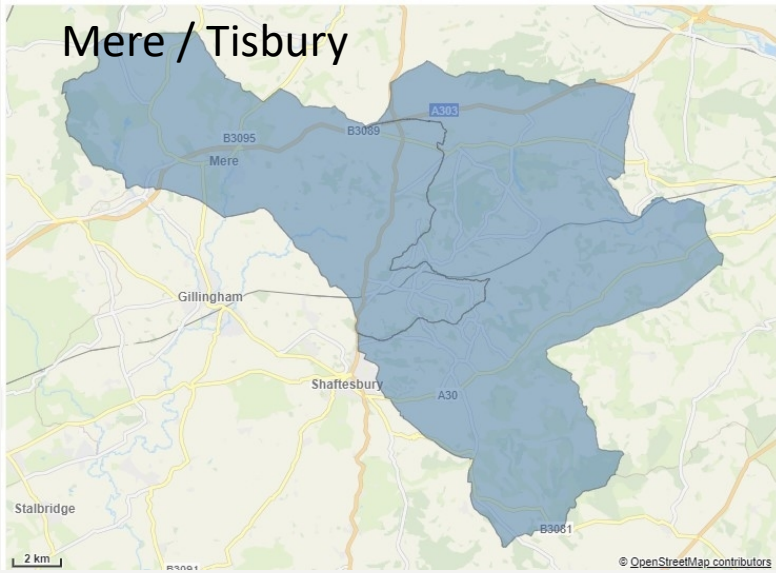 Mere / Tisbury
A303
B3089
B3095
Mere
Gillingham
Shaftesbury
A30
Stalbridge
B3081
2 km
B3091
© OpenStreetMap contributors